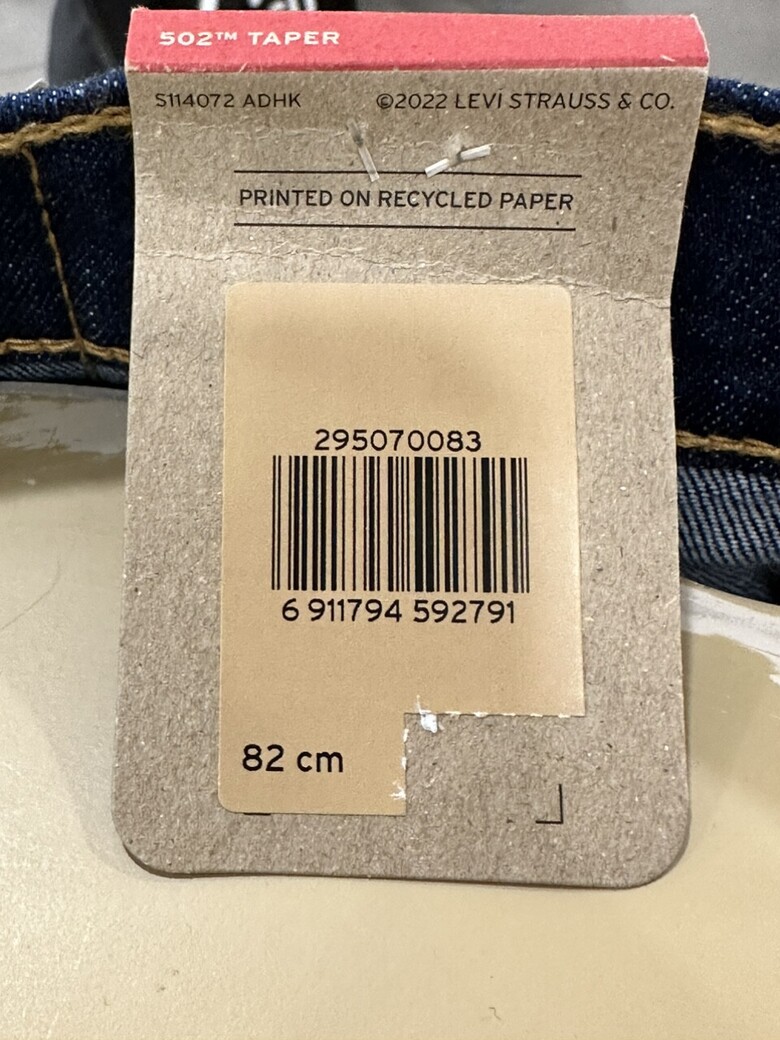 502™ TAPER
S114072 ADHK ©2022 LEVI STRAUSS & CO.
PRINTED ON RECYCLED PAPER
295070083
6 911794 592791
82 cm